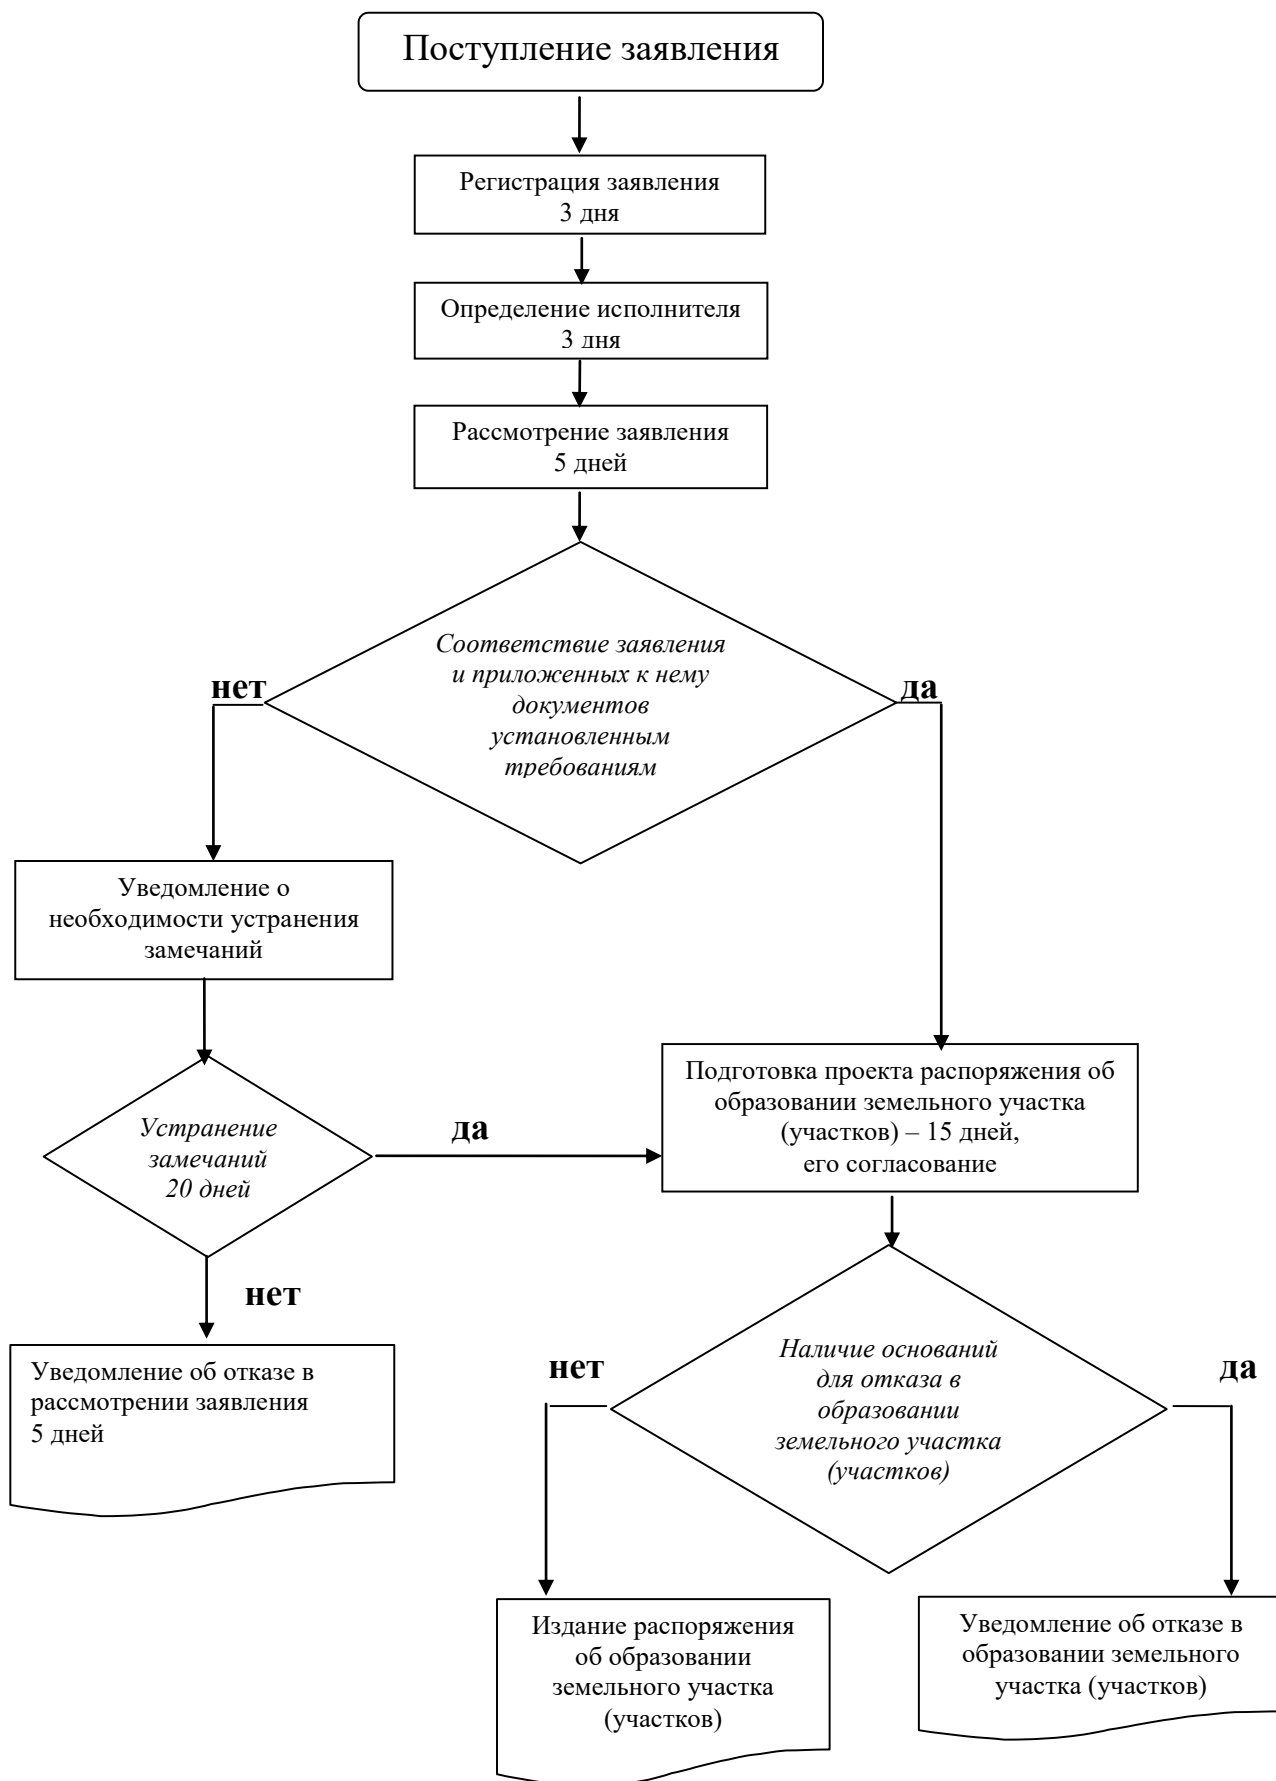 Поступление заявления
Регистрация заявления
3 дня
Определение исполнителя
3 дня
Рассмотрение заявления
5 дней
Соответствие заявления
и приложенных к нему
документов
установленным
требованиям
нет
да
Уведомление о
необходимости устранения
замечаний
Устранение
замечаний
20 дней
да
Подготовка проекта распоряжения об
образовании земельного участка
(участков) – 15 дней,
его согласование
нет
Уведомление об отказе в
рассмотрении заявления
5 дней
Наличие оснований
для отказа в
образовании
земельного участка
(участков)
нет
да
Издание распоряжения
об образовании
земельного участка
(участков)
Уведомление об отказе в
образовании земельного
участка (участков)